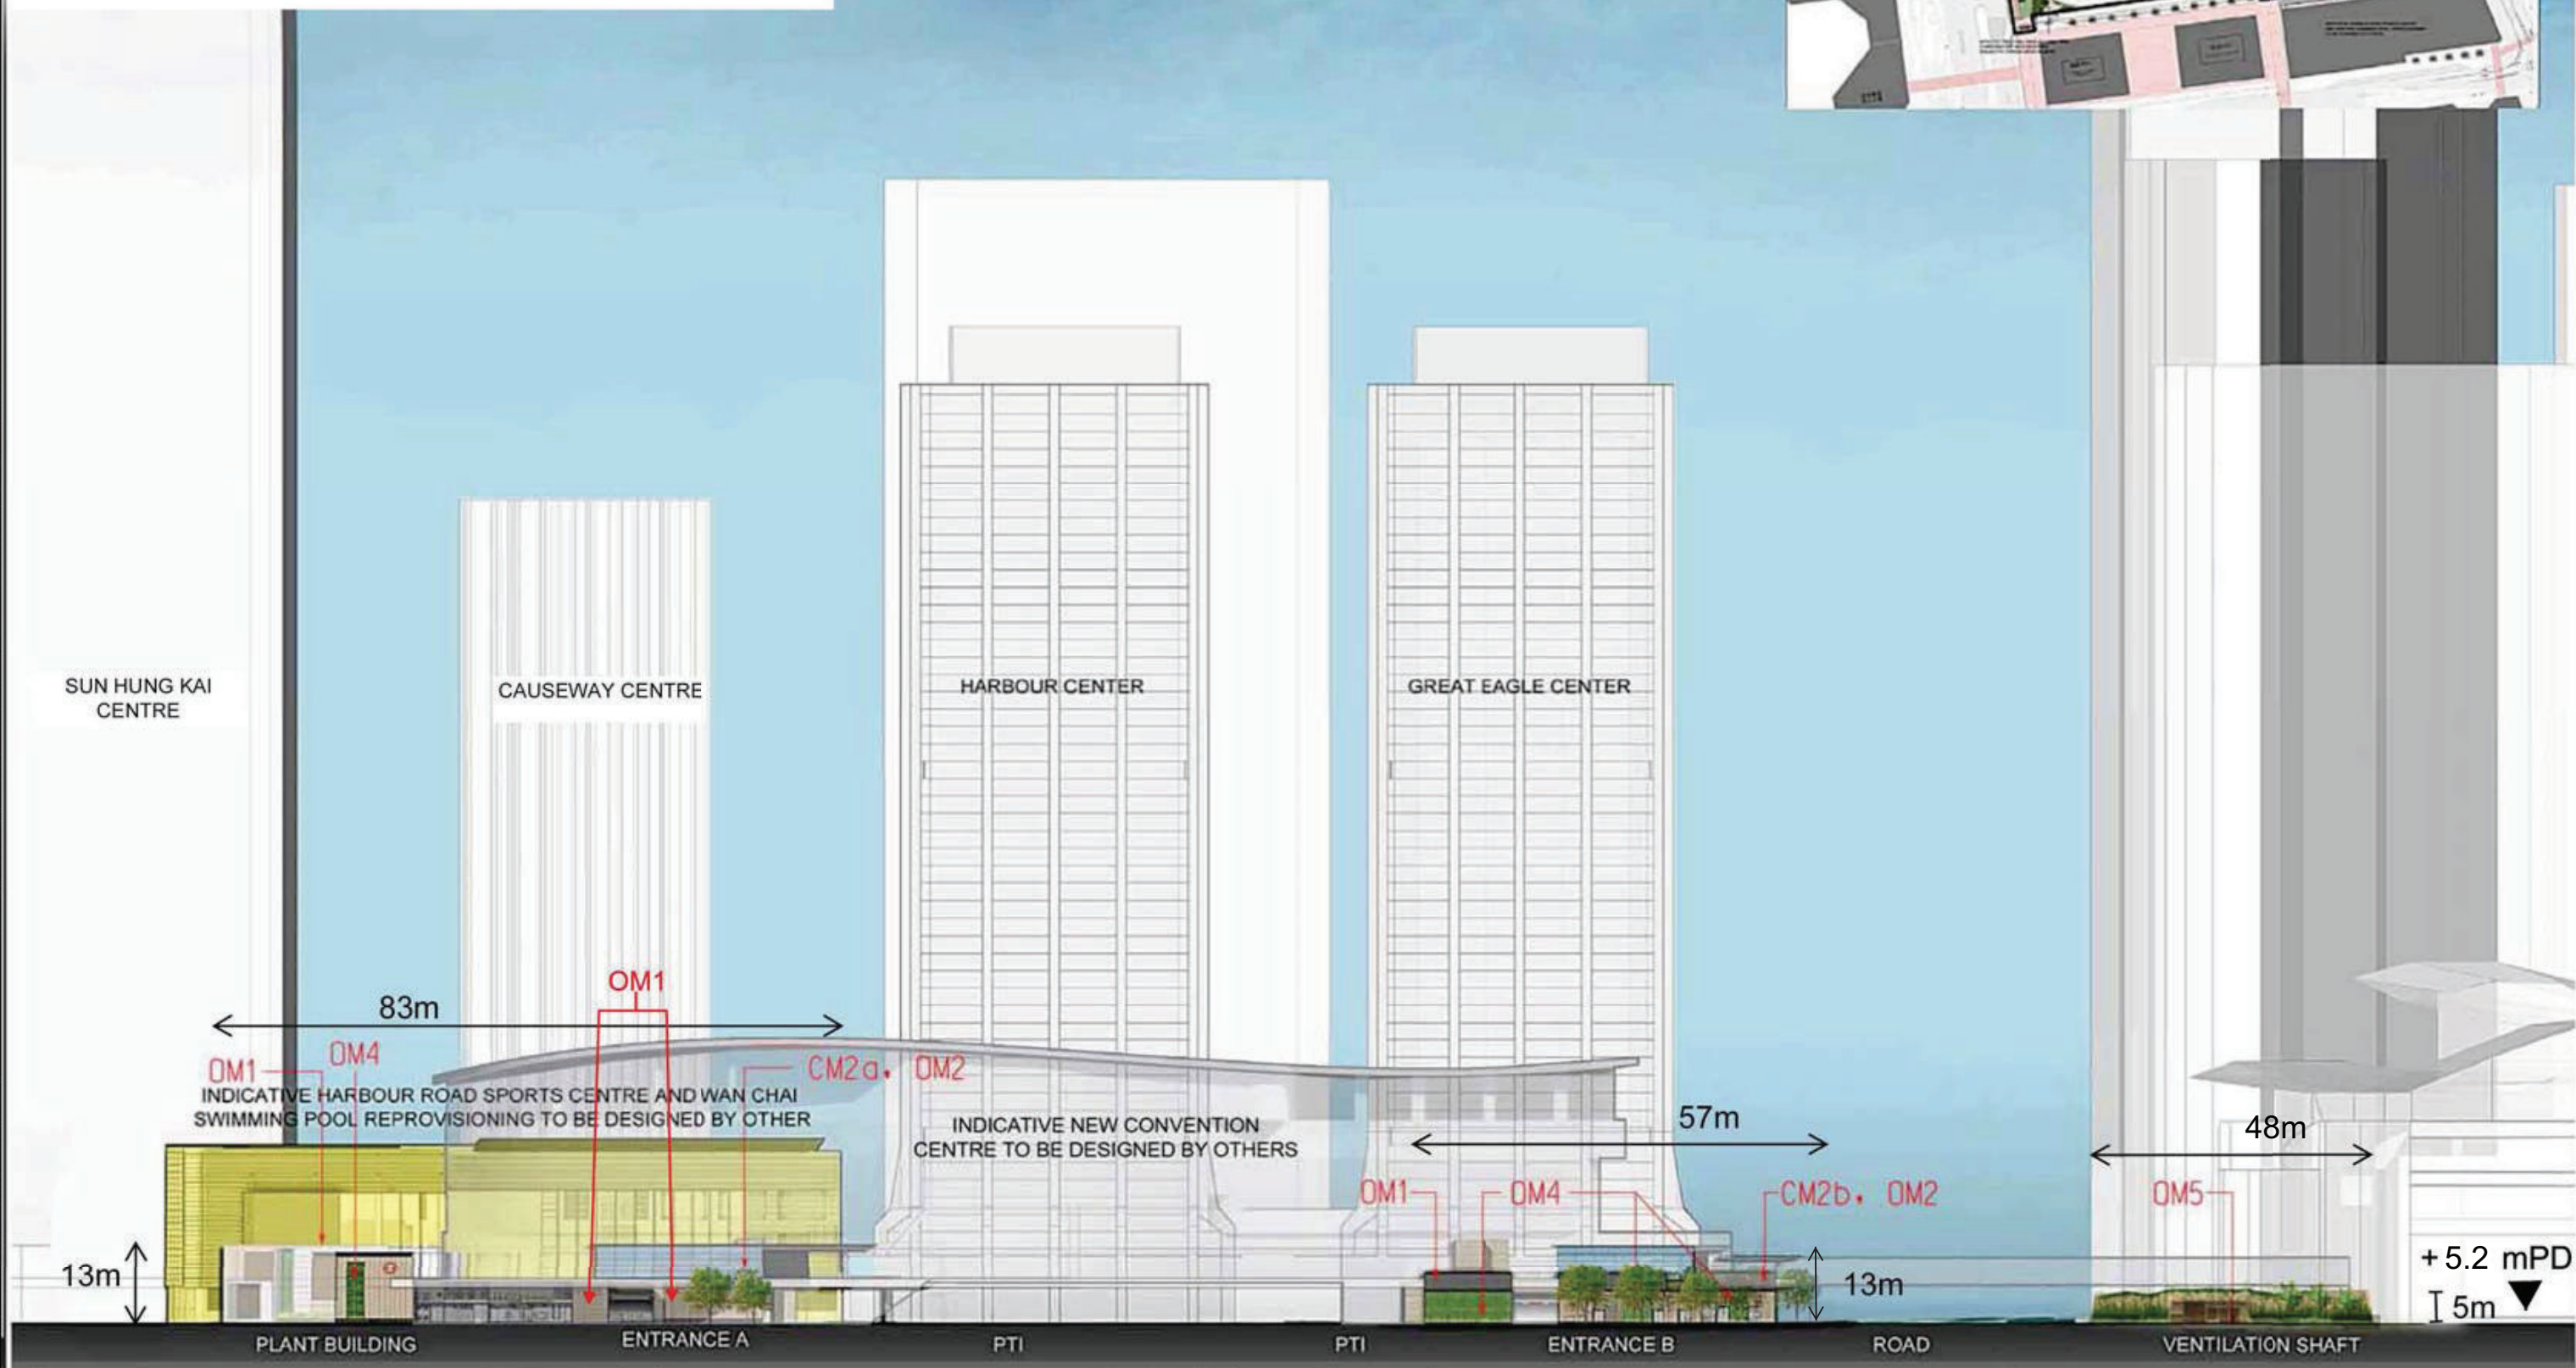 SUN HUNG KAI
CENTRE
CAUSEWAY CENTRE
HARBOUR CENTER
GREAT EAGLE CENTER
OM1
83m
OM1
OM4
CM2a, OM2
INDICATIVE HARBOUR ROAD SPORTS CENTRE AND WAN CHAI
SWIMMING POOL REPROVISIONING TO BE DESIGNED BY OTHER
INDICATIVE NEW CONVENTION
CENTRE TO BE DESIGNED BY OTHERS
57m
48m
OM1
OM4
CM2b, OM2
OM5
13m
13m
+5.2 mPD
5m
PLANT BUILDING
ENTRANCE A
PTI
PTI
ENTRANCE B
ROAD
VENTILATION SHAFT